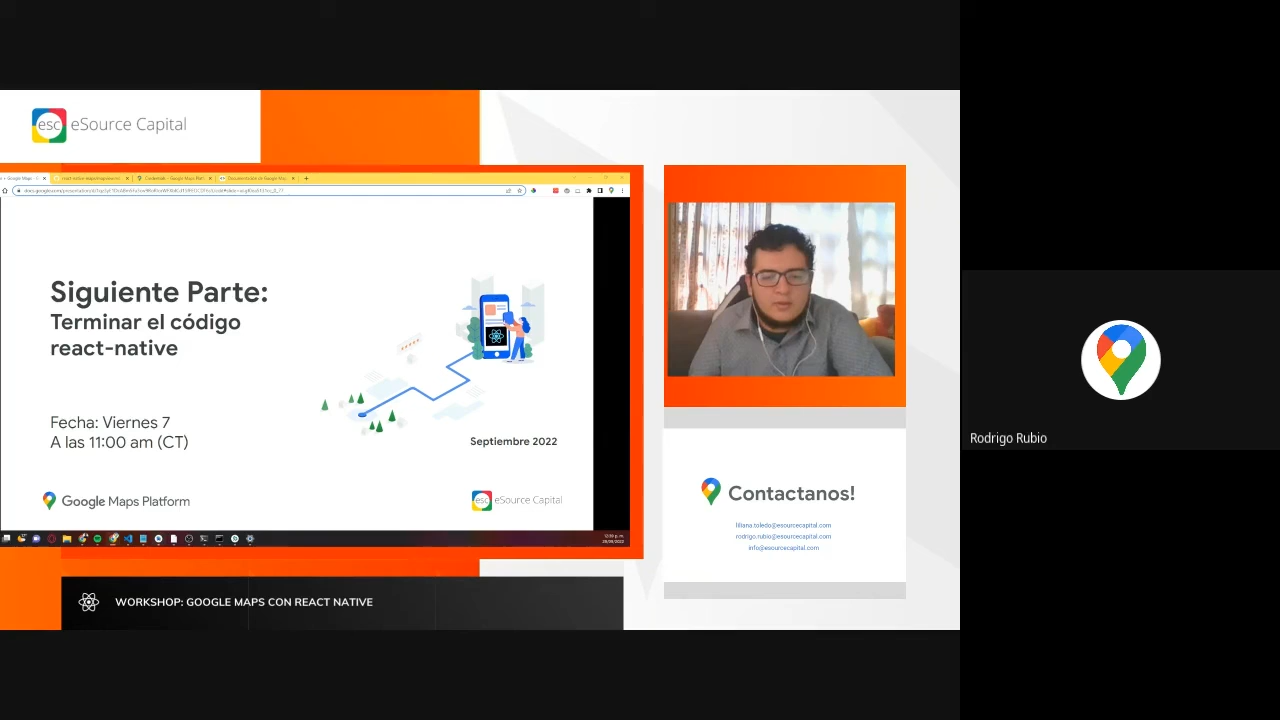 esc eSource Capital
Siguiente Parte:
Terminar el código
react-native
Fecha: Viernes 7
A las 11:00 am (CT)
Septiembre 2022
Google Maps Platform
esc eSource Capital
Contactanos!
liliana.toledo@esourcecapital.com
rodrigo.rubio@esourcecapital.com
info@esourcecapital.com
WORKSHOP: GOOGLE MAPS CON REACT NATIVE
Rodrigo Rubio